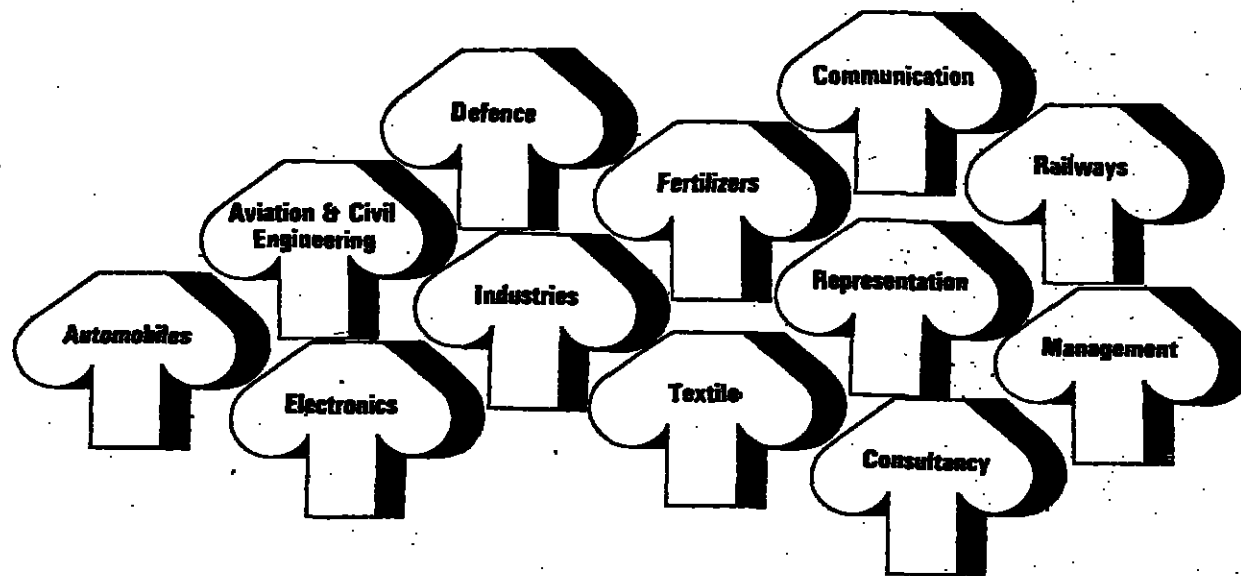 Communication
Defence
Railways
Fertilizers
Aviation & Civil
Engineering
Representation
Industries
Automobiles
Management
Textile
Electronics
Consultancy